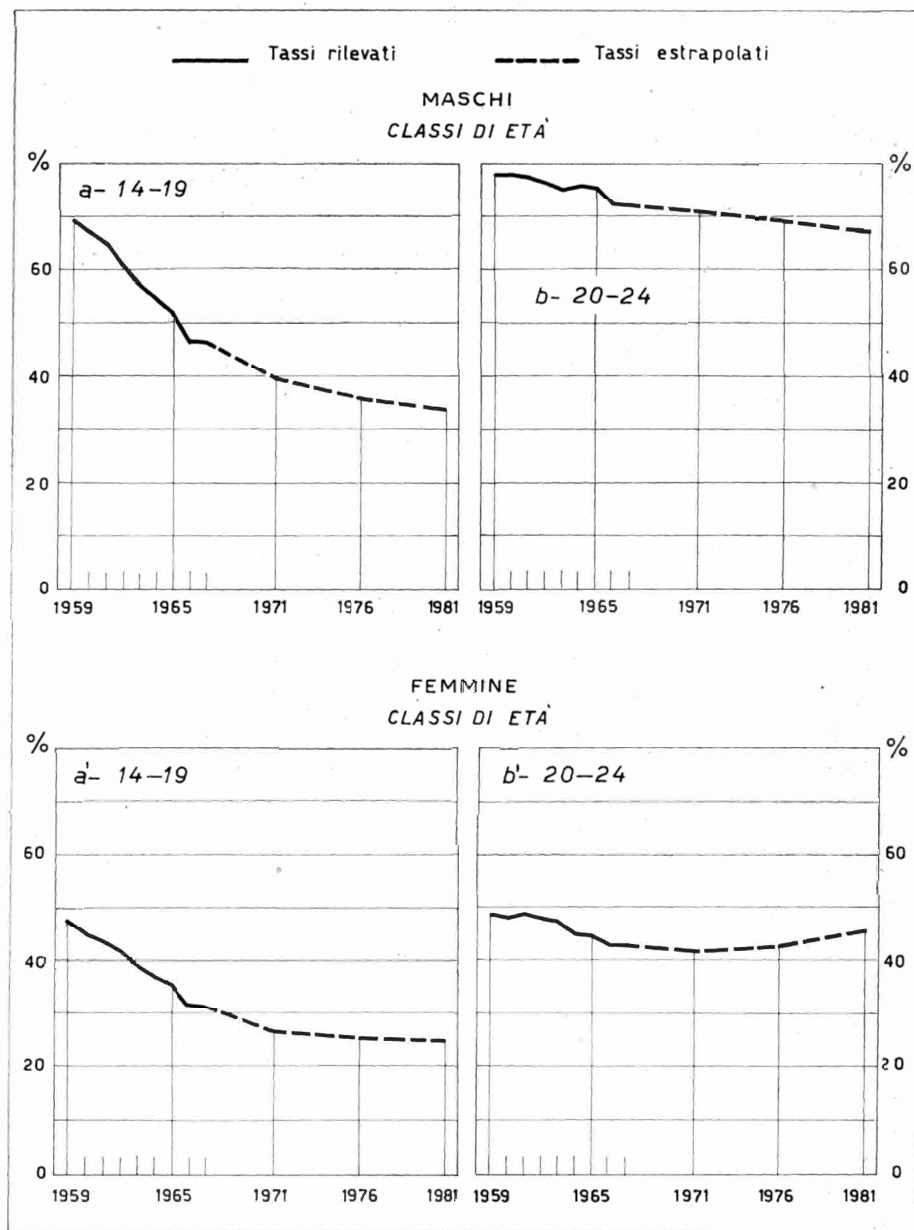 Tassi rilevati Tassi estrapolati
MASCHI
CLASSI DI ETÀ
% %
a- 14-19
60 60
b- 20-24
40 40
20 20
0 0
1959 1965 1971 1976 1981 1959 1965 1971 1976 1981
FEMMINE
CLASSI DI ETÀ
% %
a'- 14-19 b'- 20-24
60 60
40 40
20 20
0 0
1959 1965 1971 1976 1981 1959 1965 1971 1976 1981